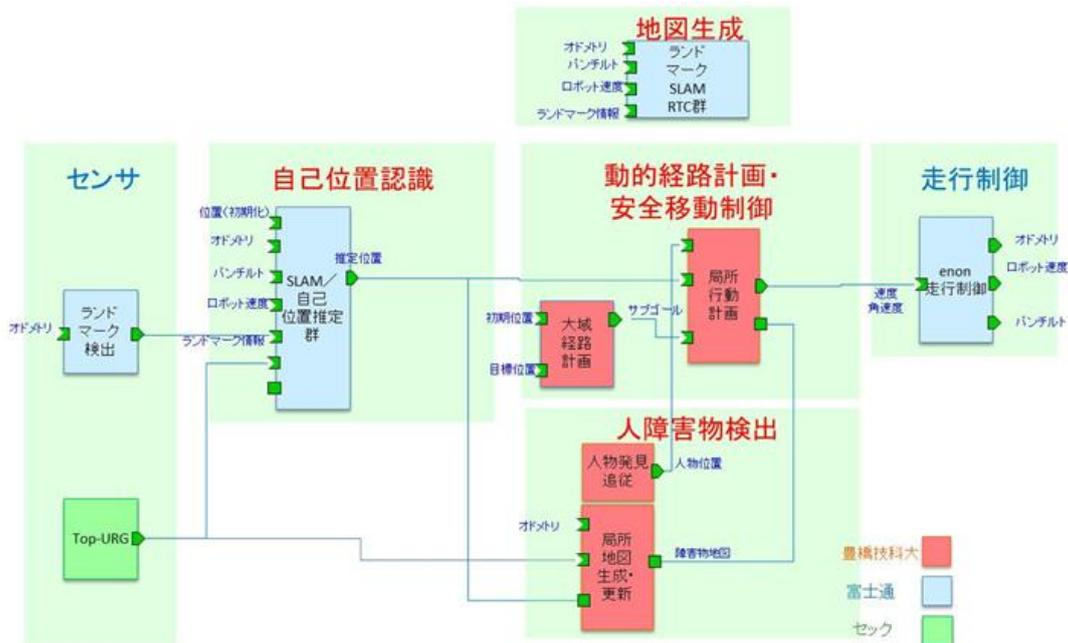 地図生成
オドメトリ
パンチルト
ロボット速度
ランドマーク情報
ランド
マーク
SLAM
RTC群
センサ
オドメトリ
ランド
マーク
検出
Top-URG
自己位置認識
位置(初期化)
オドメトリ
パンチルト
ロボット速度
ランドマーク情報
SLAM/
自己
位置推定
群
推定位置
動的経路計画・
安全移動制御
初期位置
目標位置
大域
経路
計画
サブゴール
局所
行動
計画
走行制御
速度
角速度
enon
走行制御
オドメトリ
ロボット速度
パンチルト
人障害物検出
人物発見
追従
人物位置
オドメトリ
局所
地図
生成・
更新
障害物地図
豊橋技科大
富士通
セック